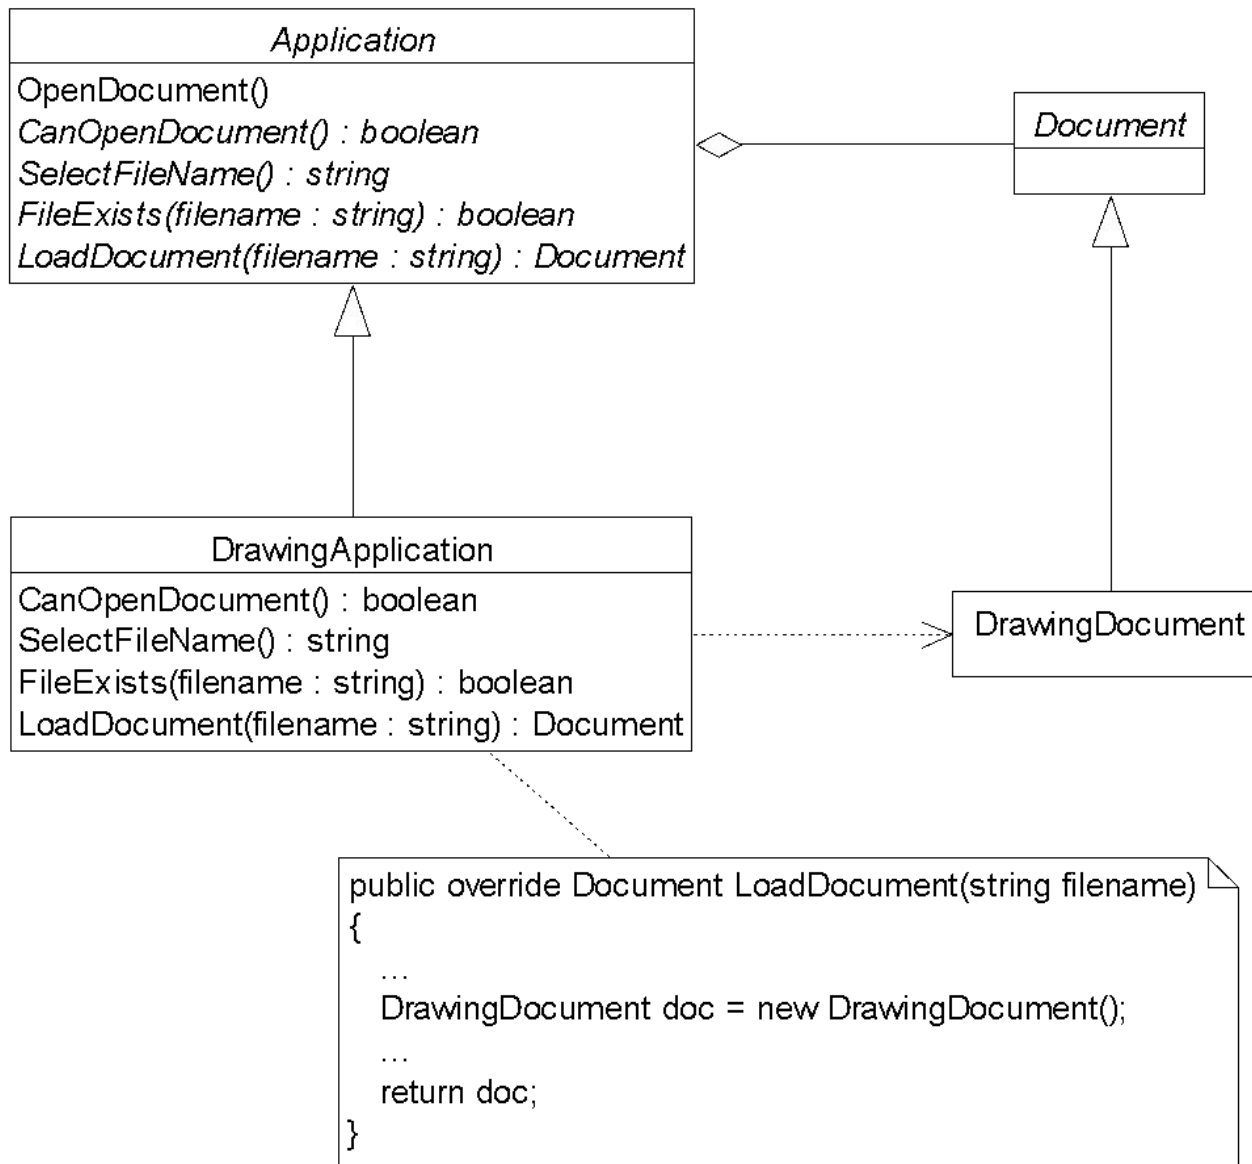 Application
OpenDocument()
CanOpenDocument() : boolean
SelectFileName() : string
FileExists(filename : string) : boolean
LoadDocument(filename : string) : Document
Document
DrawingApplication
CanOpenDocument() : boolean
SelectFileName() : string
FileExists(filename : string) : boolean
LoadDocument(filename : string) : Document
DrawingDocument
public override Document LoadDocument(string filename)
{
...
DrawingDocument doc = new DrawingDocument();
...
return doc;
}